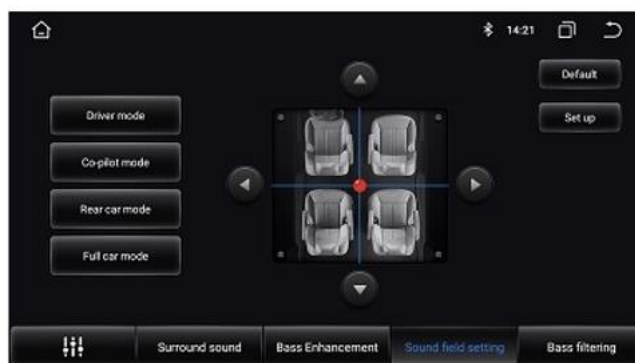 14:21
Default
Driver mode
Set up
Co-pilot mode
Rear car mode
Full car mode
Surround sound
Bass Enhancement
Sound field setting
Bass filtering